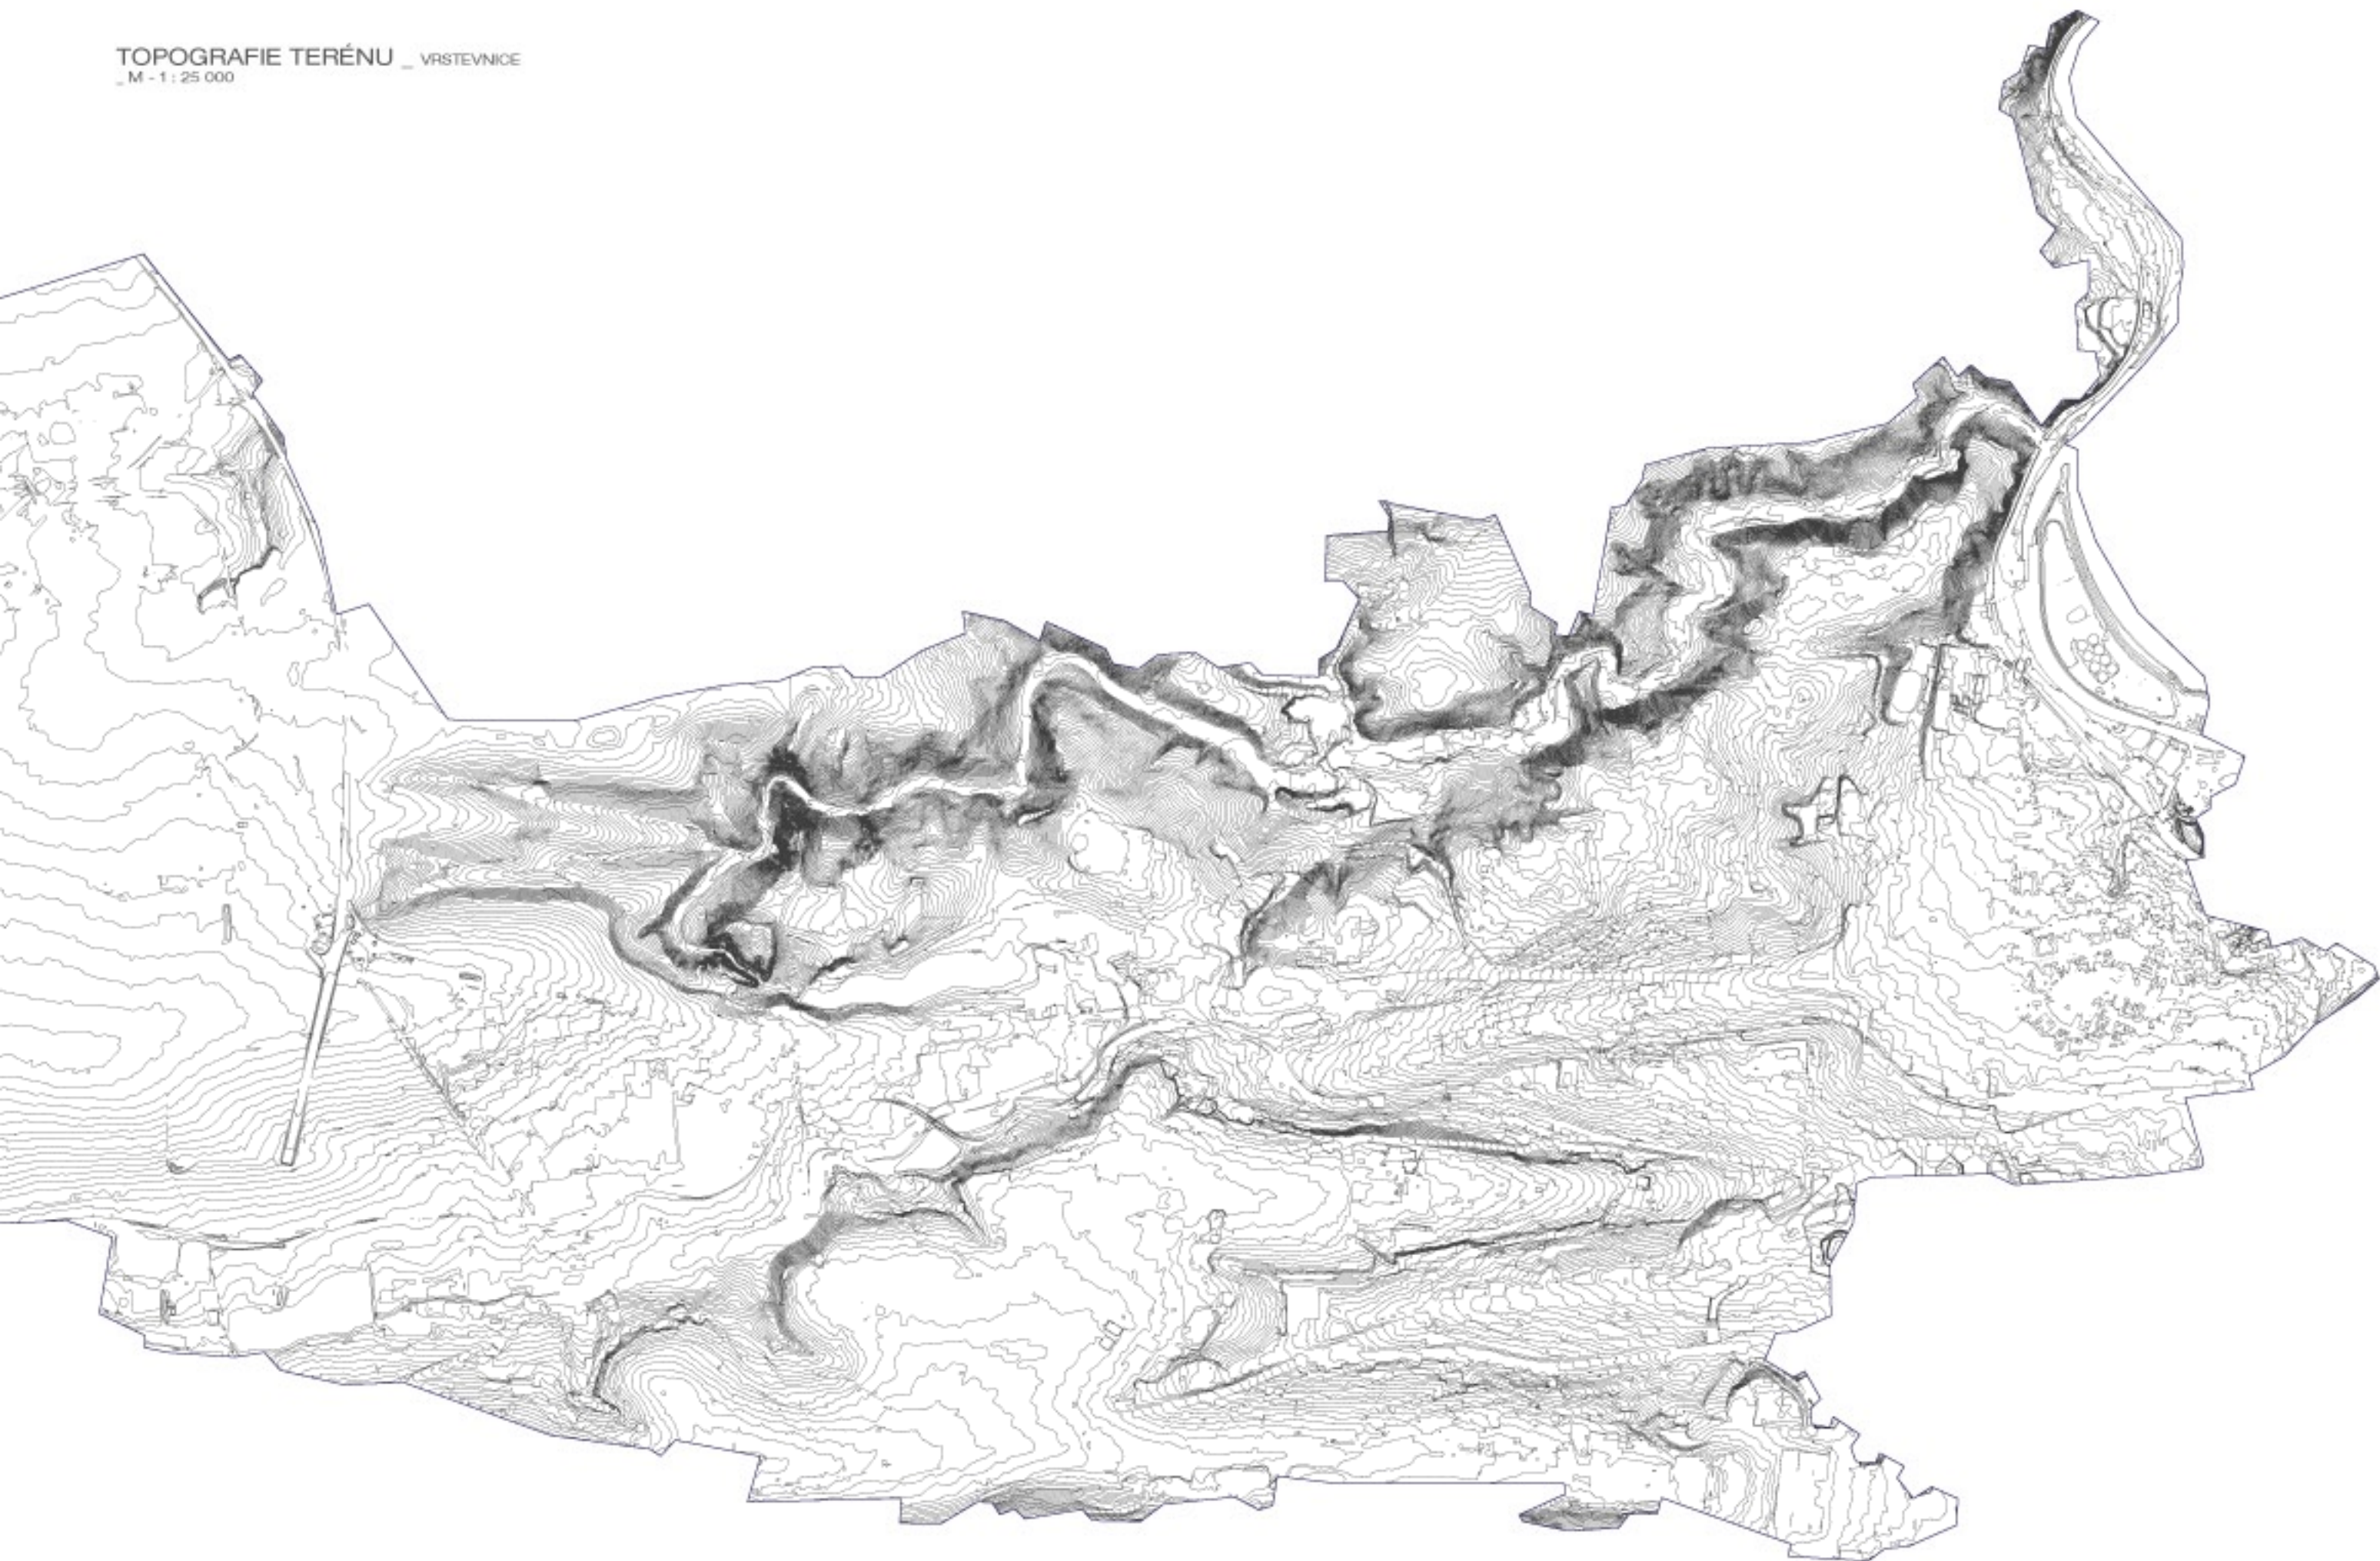 TOPOGRAFIE TERÉNU _ VRSTEVNICE
_ M - 1 : 25 000